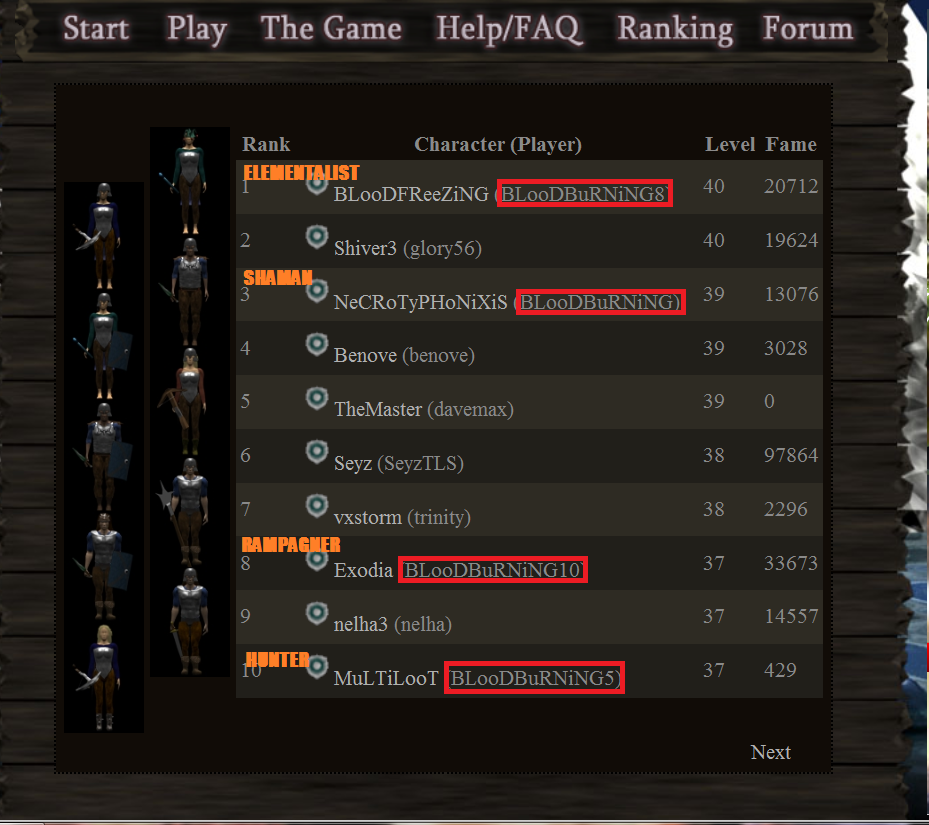 Start Play The Game Help/FAQ Ranking Forum
Rank Character (Player) Level Fame
ELEMENTALIST
1 BLooDFReeZiNG (BLooDBuRNiNG8) 40 20712
2 Shiver3 (glory56) 40 19624
SHAMAN
3 NeCRoTyPHoNiXiS (BLooDBuRNiNG) 39 13076
4 Benove (benove) 39 3028
5 TheMaster (davemax) 39 0
6 Seyz (SeyzTLS) 38 97864
7 vxstorm (trinity) 38 2296
RAMPAGNER
8 Exodia (BLooDBuRNiNG10) 37 33673
9 nelha3 (nelha) 37 14557
HUNTER
10 MuLTiLooT (BLooDBuRNiNG5) 37 429
Next